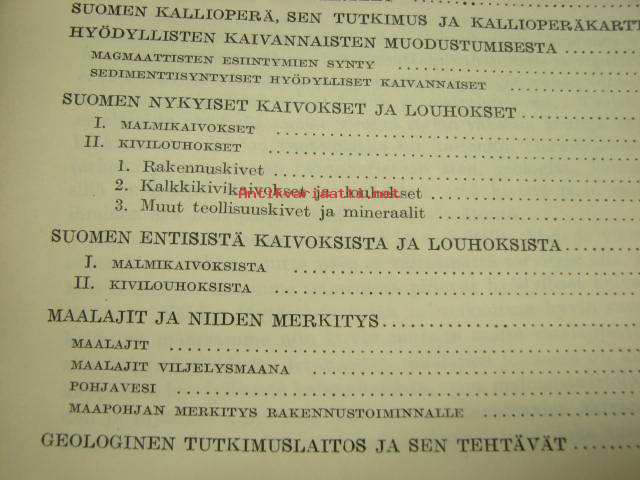 SUOMEN KALLIOPERÄ, SEN TUTKIMUS JA KALLIOPERÄKARTT
HYÖDYLLISTEN KAIVANNAISTEN MUODUSTUMISESTA
MAGMAATTISTEN ESIINTYMIEN SYNTY
SEDIMENTTISYNTYISET HYÖDYLLISET KAIVANNAISET
SUOMEN NYKYISET KAIVOKSET JA LOUHOKSET
I. MALMIKAIVOKSET
II. KIVILOUHOKSET
1. Rakennuskivet
2. Kalkkikivikaivokset ja louhokset
Antikvariaatti.net
3. Muut teollisuuskivet ja mineraalit
SUOMEN ENTISISTÄ KAIVOKSISTA JA LOUHOKSISTA
I. MALMIKAIVOKSISTA
II. KIVILOUHOKSISTA
MAALAJIT JA NIIDEN MERKITYS
MAALAJIT
MAALAJIT VILJELYSMAANA
POHJAVESI
MAAPOHJAN MERKITYS RAKENNUSTOIMINNALLE
GEOLOGINEN TUTKIMUSLAITOS JA SEN TEHTÄVÄT